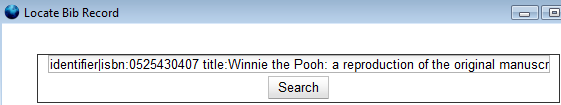 Locate Bib Record
identifier|isbn:0525430407 title:Winnie the Pooh: a reproduction of the original manuscr
Search